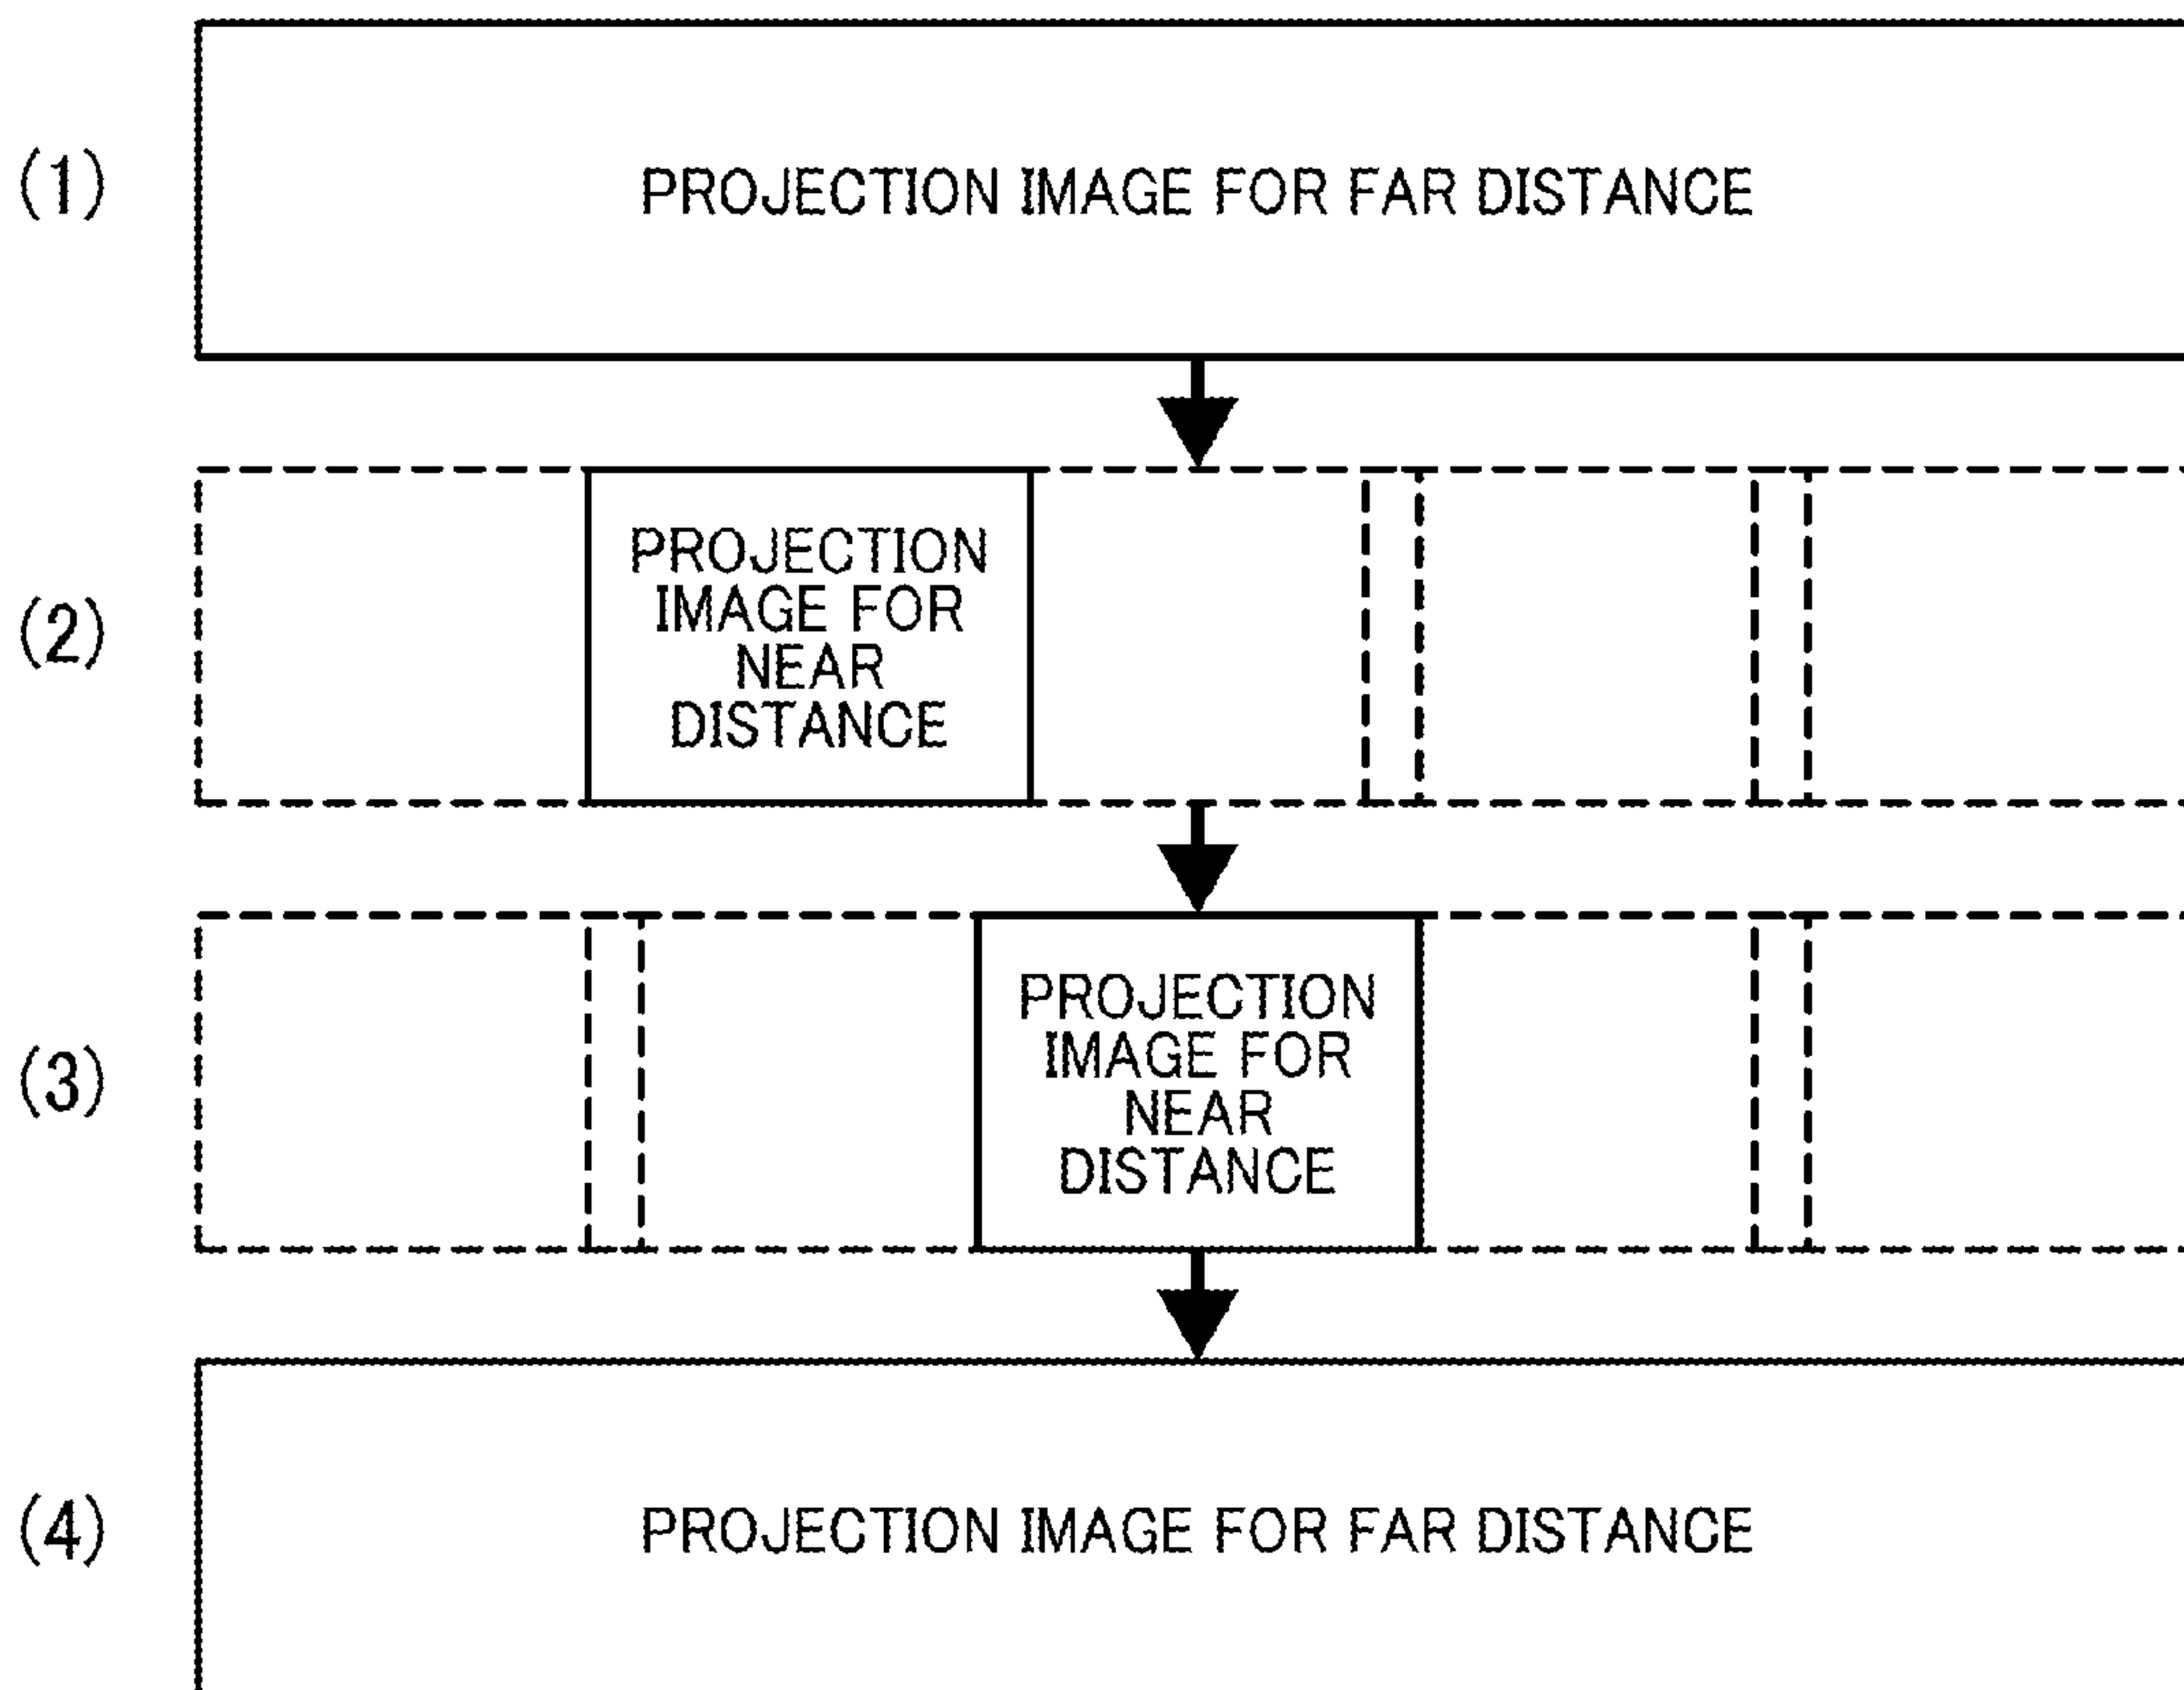 (1)
PROJECTION IMAGE FOR FAR DISTANCE
(2)
PROJECTION
IMAGE FOR
NEAR
DISTANCE
(3)
PROJECTION
IMAGE FOR
NEAR
DISTANCE
(4)
PROJECTION IMAGE FOR FAR DISTANCE